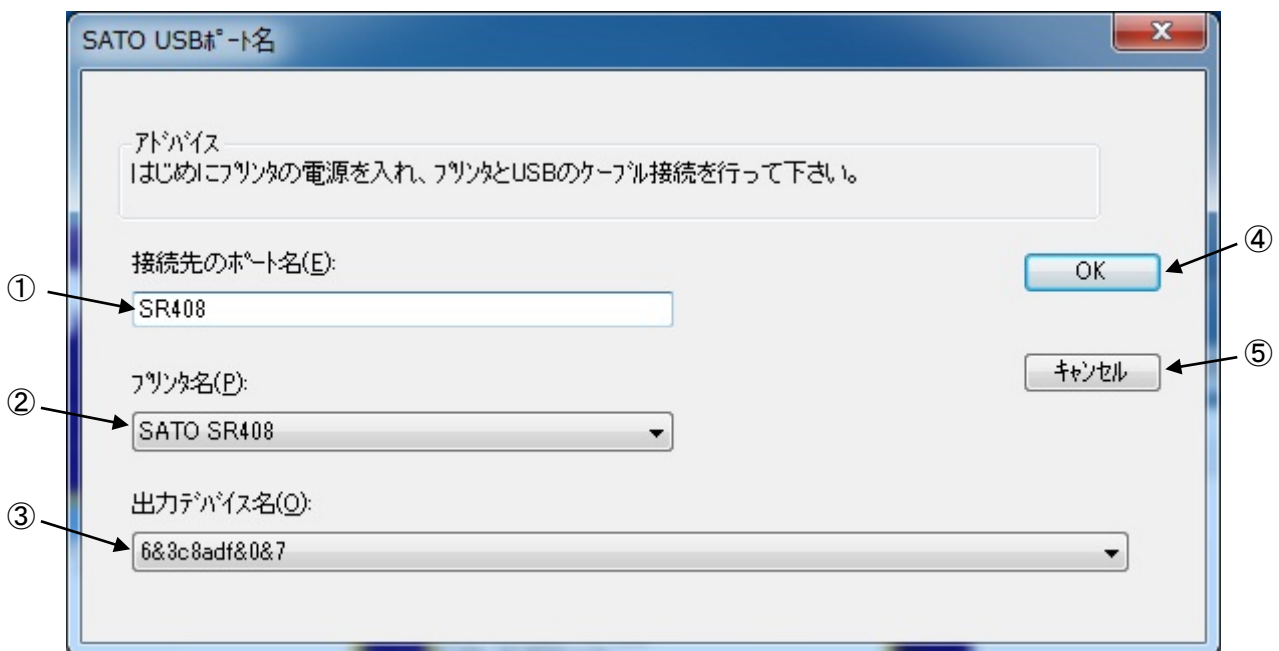 SATO USBﾎﾟｰﾄ名
ｱﾄﾞﾊﾞｲｽ
はじめにﾌﾟﾘﾝﾀの電源を入れ、ﾌﾟﾘﾝﾀとUSBのケーブル接続を行って下さい。
接続先のﾎﾟｰﾄ名(E):
④
OK
①
SR408
⑤
ｷｬﾝｾﾙ
ﾌﾟﾘﾝﾀ名(P):
②
SATO SR408
出力ﾃﾞﾊﾞｲｽ名(O):
③
6&3c8adf&0&7